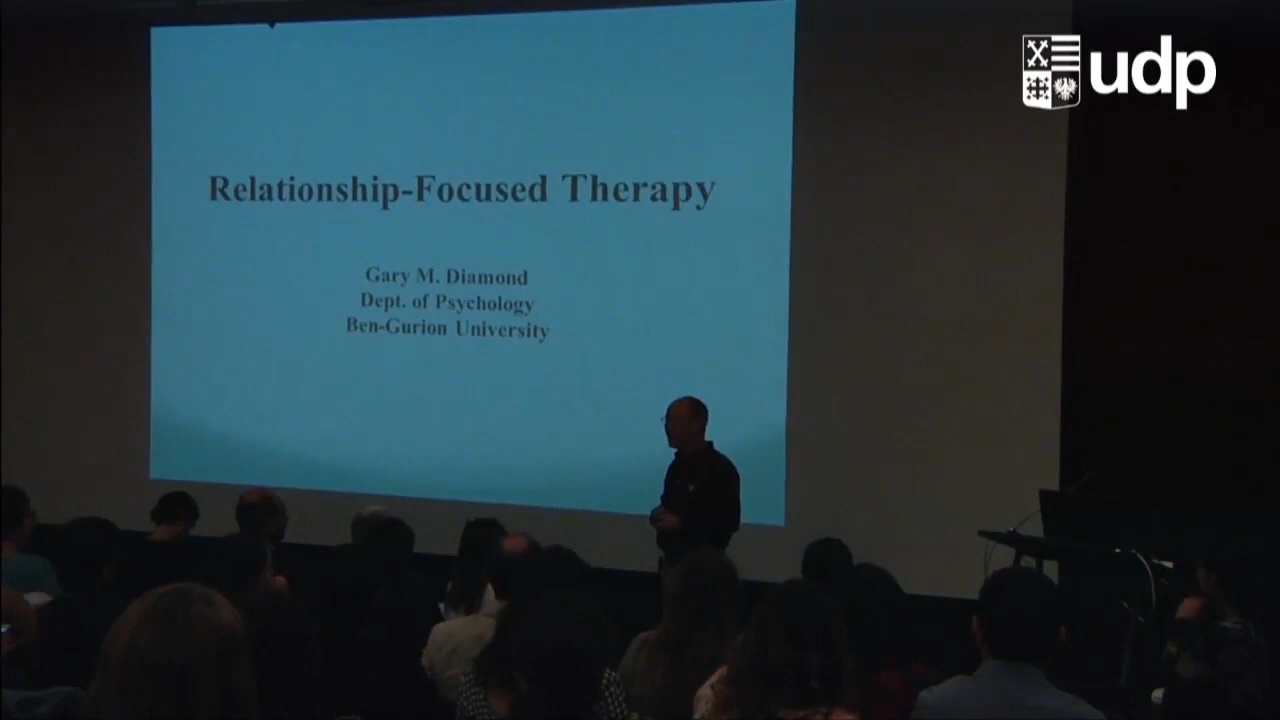 Relationship-Focused Therapy
Gary M. Diamond
Dept. of Psychology
Ben-Gurion University
udp